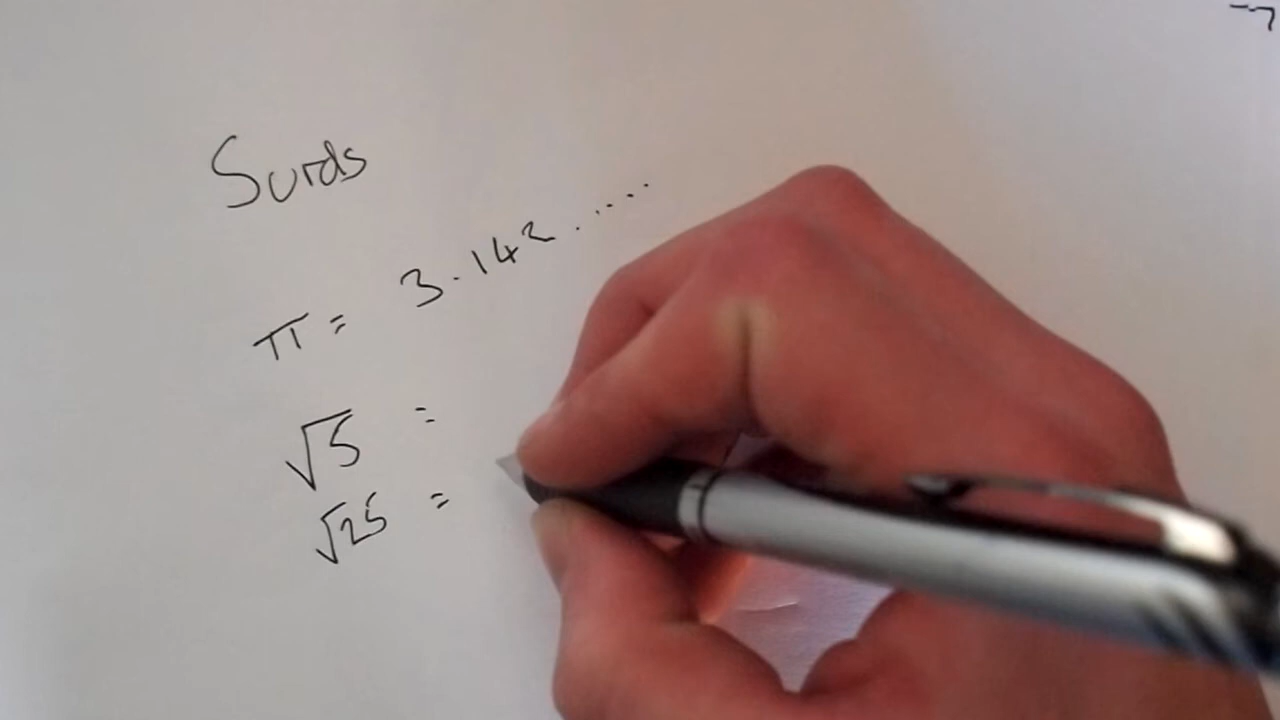 Surds
π = 3.142.....
√5 =
√25 =